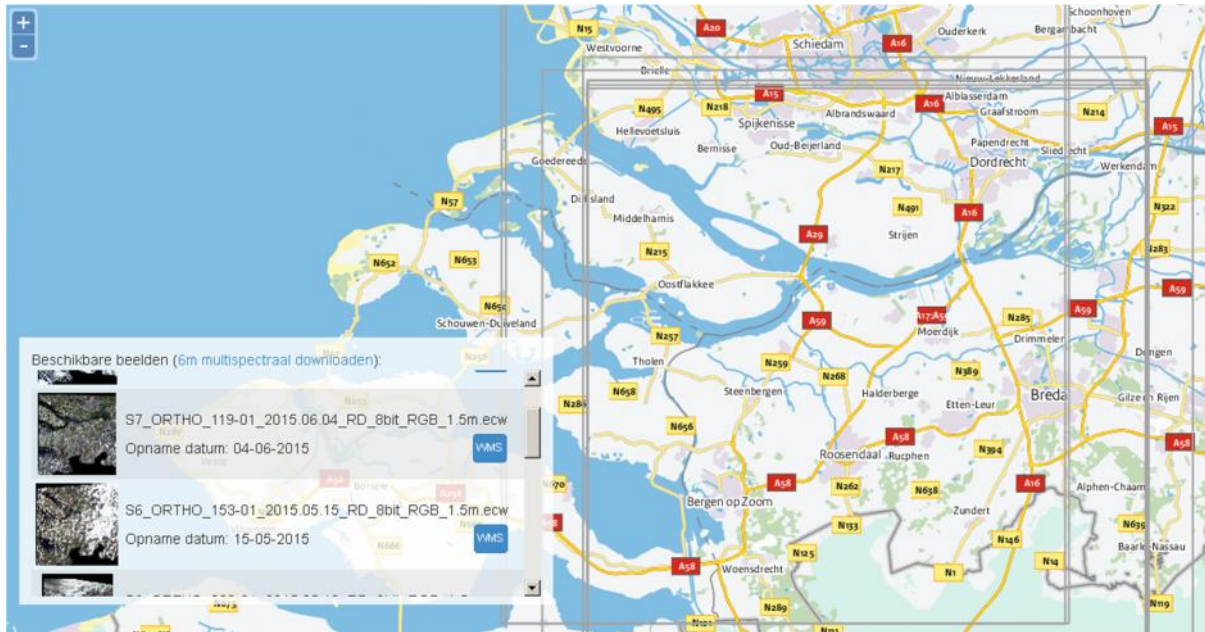 +
-
N15
A20
Schiedam
A16
Ouderkerk
Schoonhoven
Bergambacht
Westvoorne
Brielle
Nieuw-Lekkerland
A15
Alblasserdam
N495
N218
Albrandswaard
A16
Graafstroom
N214
Spijkenisse
Hellevoetsluis
Papendrecht
A15
Bernisse
Oud-Beijerland
Sliedrecht
Goedereede
Dordrecht
Werkendam
N217
N57
Dirksland
N491
A16
N322
Middelharnis
A29
Strijen
N283
N215
N652
N653
Oostflakkee
A59
N654
A59
Schouwen-Duiveland
A59
Moerdijk
N285
N257
Drimmelen
Dongen
Tholen
N259
N268
N389
N658
Steenbergen
Halderberge
Breda
Gilze en Rijen
N286
Etten-Leur
N656
A58
A58
Roosendaal
Rucphen
N394
N670
A58
N262
A16
Alphen-Chaam
Bergen op Zoom
N638
Zundert
N133
N639
N146
N125
Baarle-Nassau
A58
Woensdrecht
N14
N1
N289
N119
Beschikbare beelden (6m multispectraal downloaden):
S7_ORTHO_119-01_2015.06.04_RD_8bit_RGB_1.5m.ecw
Opname datum: 04-06-2015
WMS
S6_ORTHO_153-01_2015.05.15_RD_8bit_RGB_1.5m.ecw
Opname datum: 15-05-2015
WMS
Borsele
N666